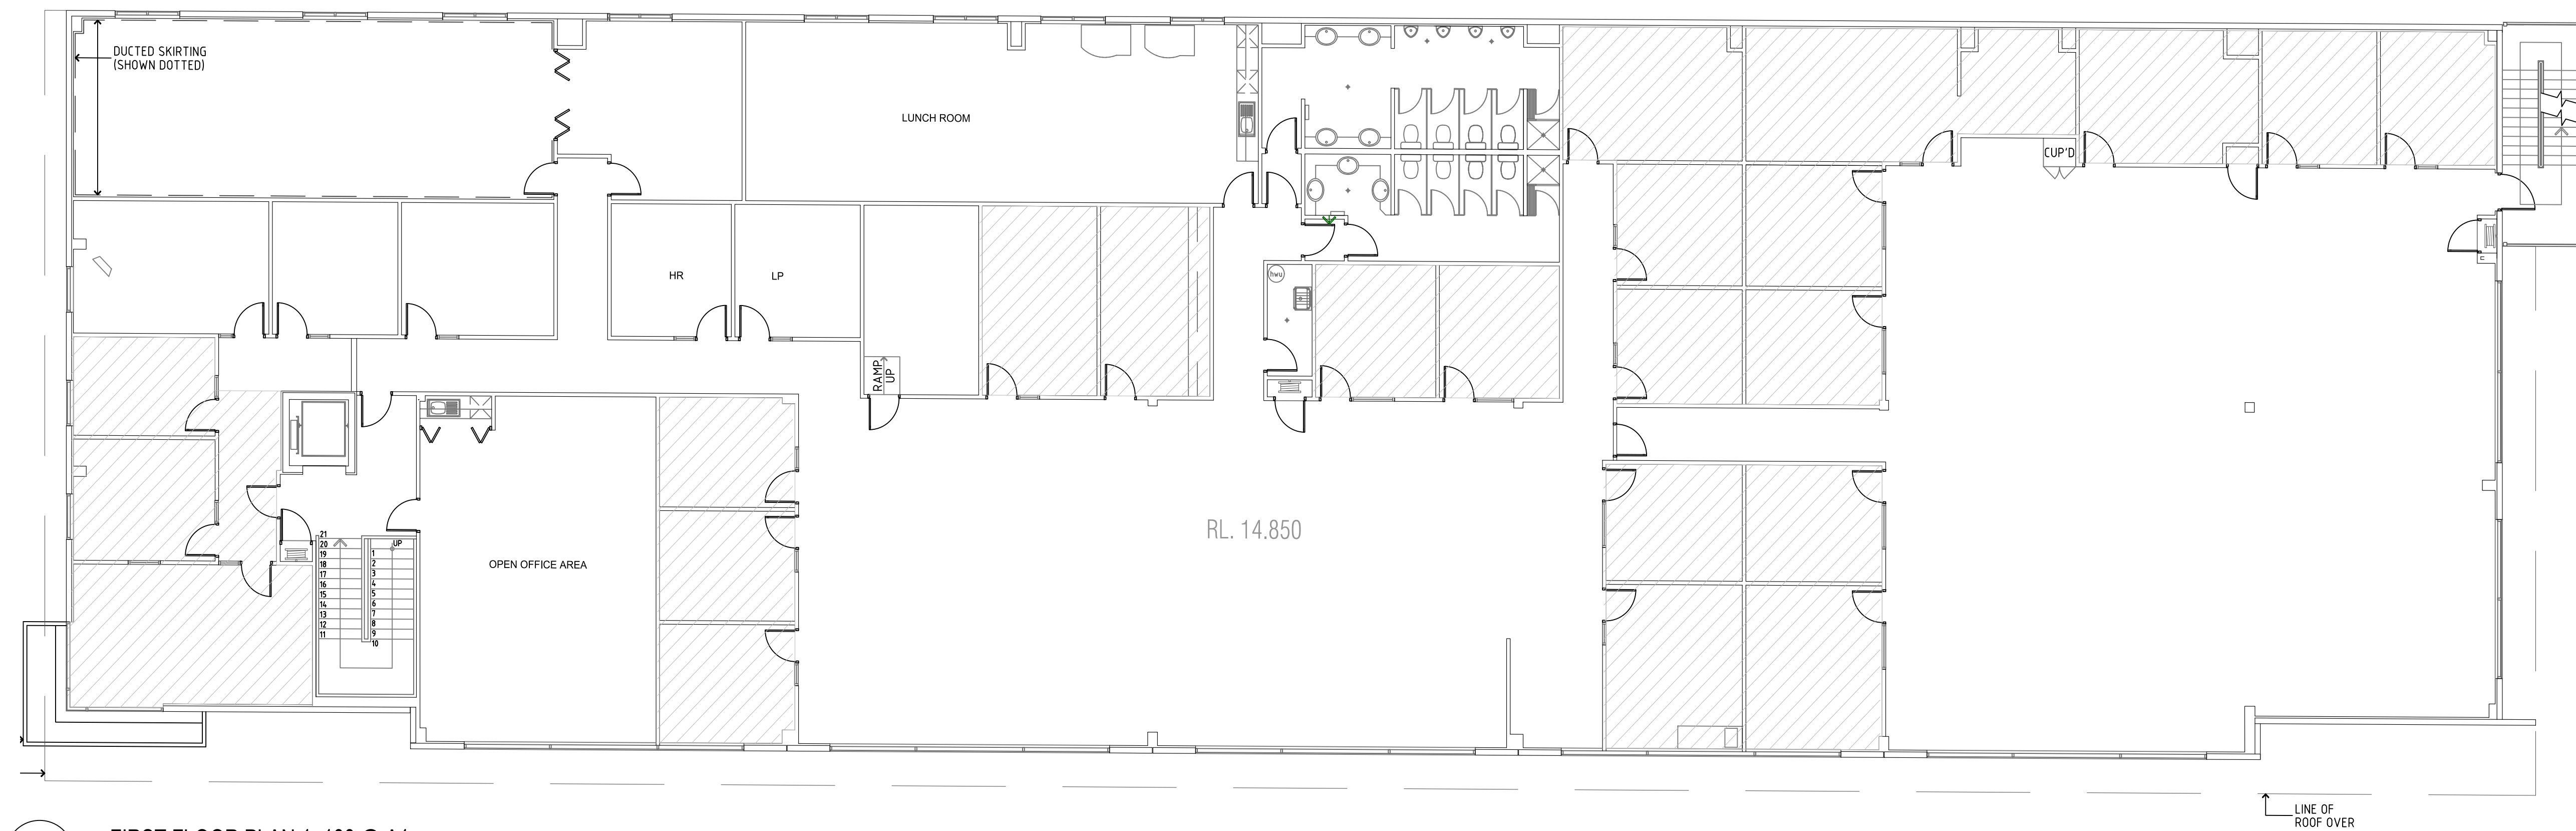 DUCTED SKIRTING
(SHOWN DOTTED)
LUNCH ROOM
CUP'D
HR
LP
hwu
RAMP
UP
OPEN OFFICE AREA
RL. 14.850
UP
21
20
19
18
17
16
15
14
13
12
11
1
2
3
4
5
6
7
8
9
10
LINE OF
ROOF OVER